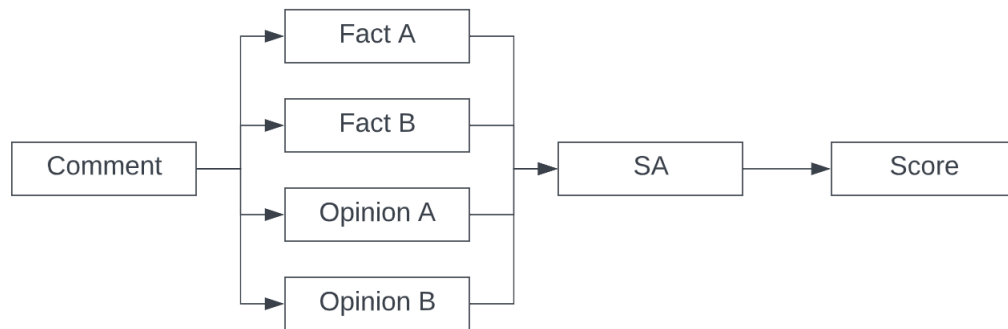 Comment
Fact A
Fact B
Opinion A
Opinion B
SA
Score